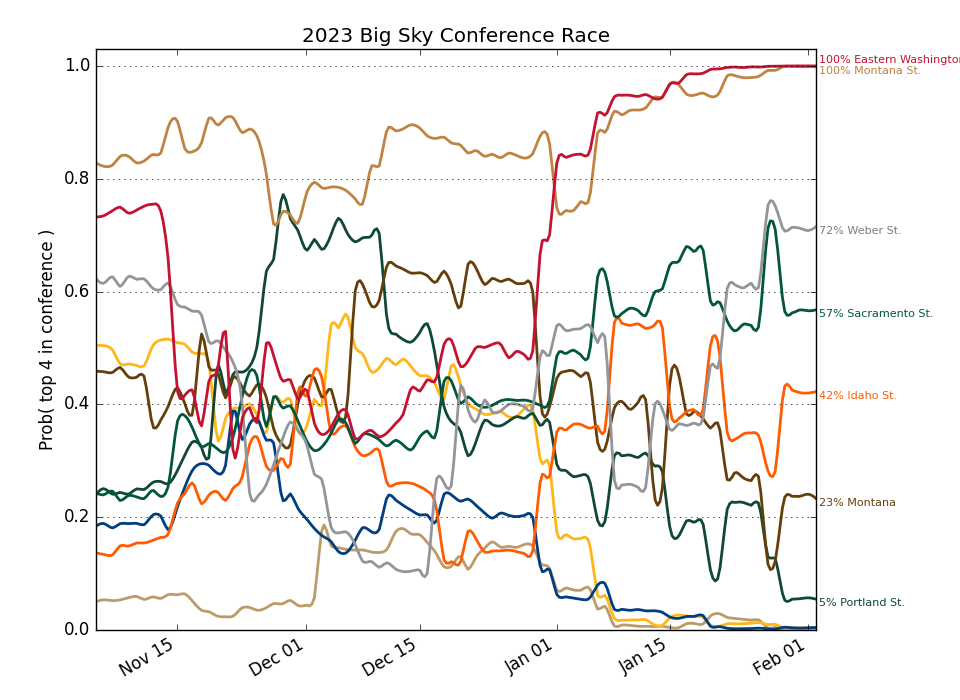 2023 Big Sky Conference Race
Prob( top 4 in conference )
1.0
0.8
0.6
0.4
0.2
0.0
Nov 15
Dec 01
Dec 15
Jan 01
Jan 15
Feb 01
100% Eastern Washington
100% Montana St.
72% Weber St.
57% Sacramento St.
42% Idaho St.
23% Montana
5% Portland St.